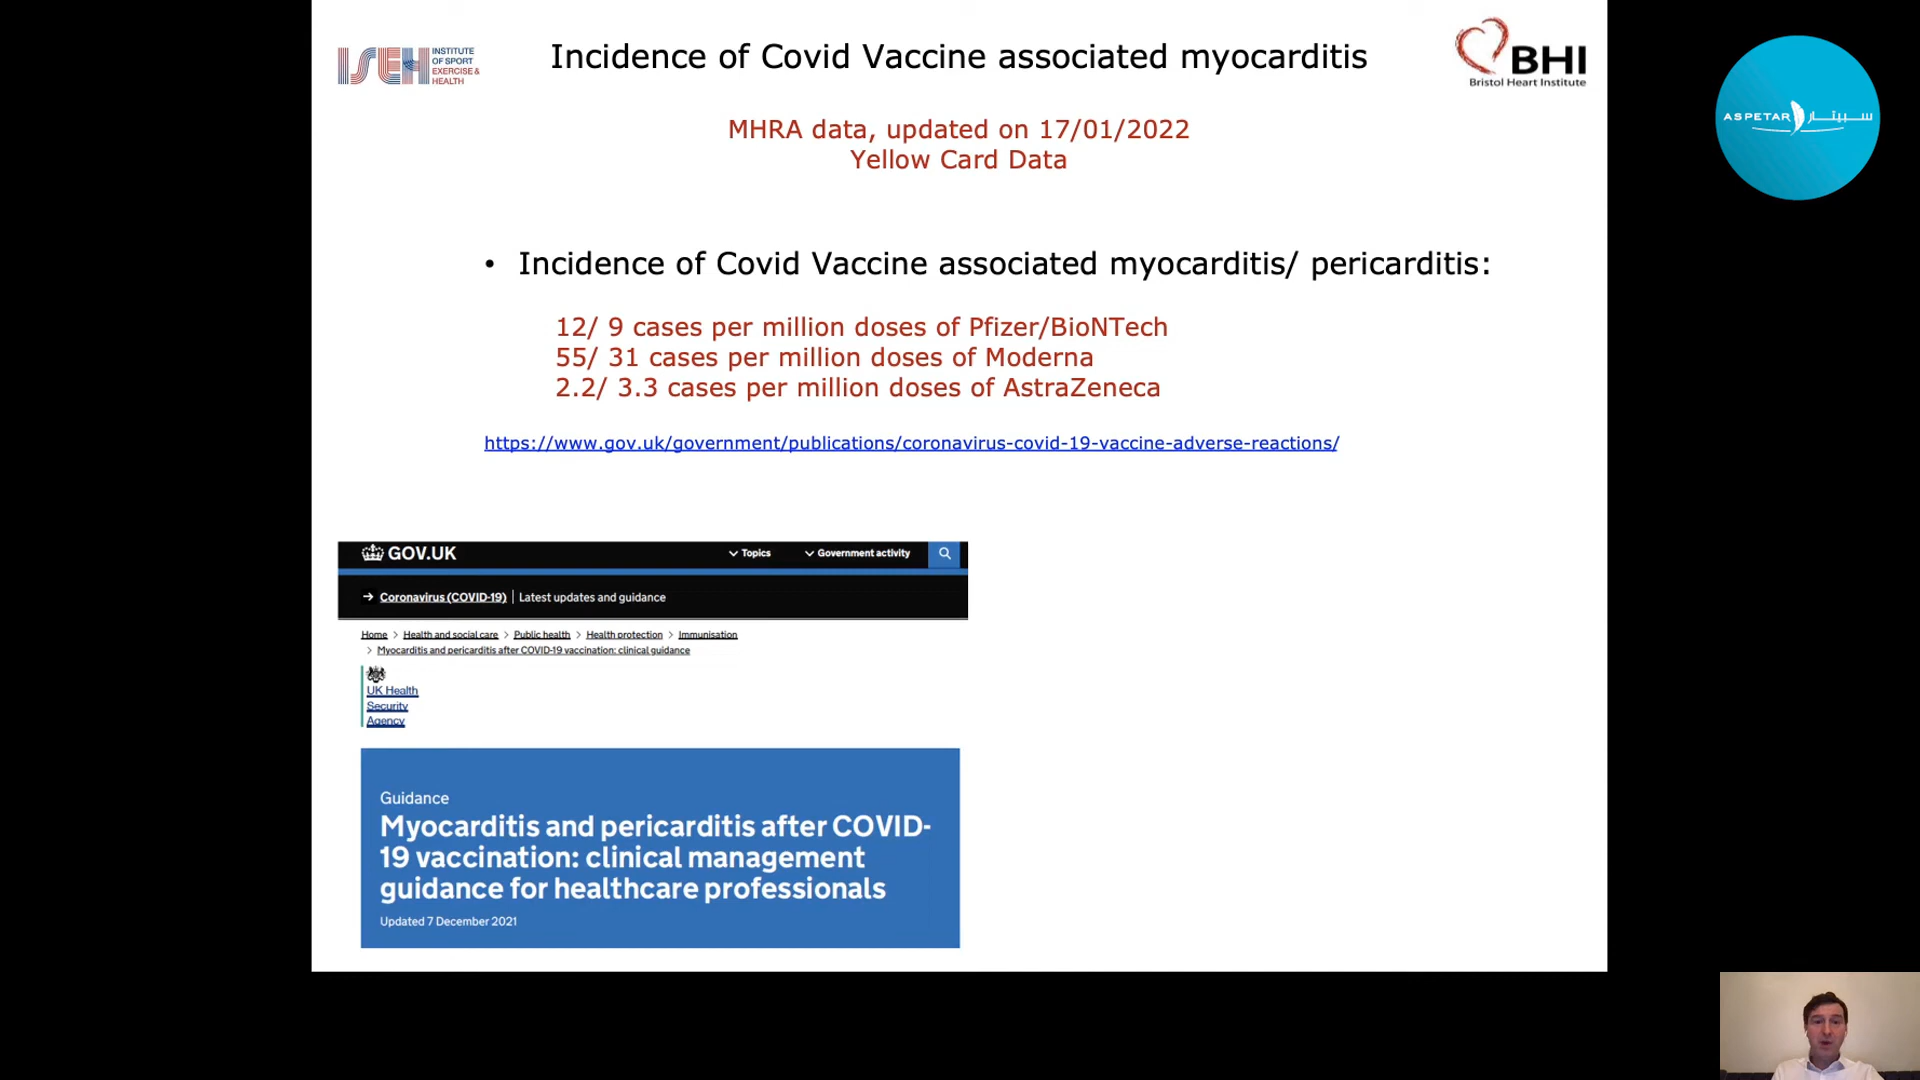 INSTITUTE
OF SPORT
EXERCISE &
HEALTH
Incidence of Covid Vaccine associated myocarditis
BHI
Bristol Heart Institute
ASPETAR سبيتار
MHRA data, updated on 17/01/2022
Yellow Card Data
• Incidence of Covid Vaccine associated myocarditis/ pericarditis:
12/ 9 cases per million doses of Pfizer/BioNTech
55/ 31 cases per million doses of Moderna
2.2/ 3.3 cases per million doses of AstraZeneca
https://www.gov.uk/government/publications/coronavirus-covid-19-vaccine-adverse-reactions/
GOV.UK Topics Government activity
→ Coronavirus (COVID-19) | Latest updates and guidance
Home > Health and social care > Public health > Health protection > Immunisation
> Myocarditis and pericarditis after COVID-19 vaccination: clinical guidance
UK Health
Security
Agency
Guidance
Myocarditis and pericarditis after COVID-
19 vaccination: clinical management
guidance for healthcare professionals
Updated 7 December 2021